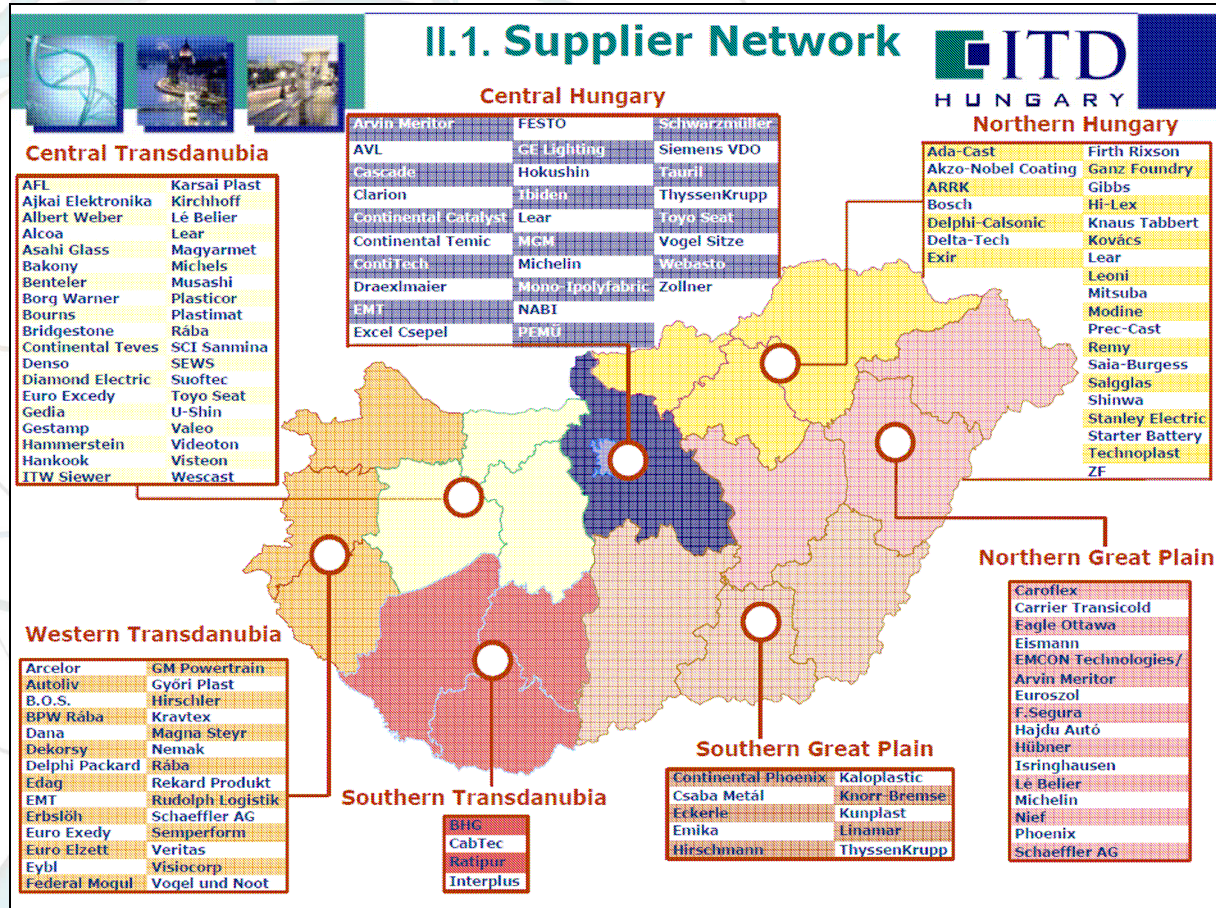 II.1. Supplier Network
ITD
HUNGARY
Central Hungary
Arvin Meritor FESTO Schwarzmüller
AVL GE Lighting Siemens VDO
Cascade Hokushin Tauril
Clarion Ibiden ThyssenKrupp
Continental Catalyst Lear Toyo Seat
Continental Temic MGM Vogel Sitze
ContiTech Michelin Webasto
Draexlmaier Mono-Ipolyfabric Zollner
EMT NABI
Excel Csepel PEMÜ
Northern Hungary
Ada-Cast Firth Rixson
Akzo-Nobel Coating Ganz Foundry
ARRK Gibbs
Bosch Hi-Lex
Delphi-Calsonic Knaus Tabbert
Delta-Tech Kovács
Exir Lear
Leoni
Mitsuba
Modine
Prec-Cast
Remy
Saia-Burgess
Salgglas
Shinwa
Stanley Electric
Starter Battery
Technoplast
ZF
Central Transdanubia
AFL Karsai Plast
Ajkai Elektronika Kirchhoff
Albert Weber Lé Belier
Alcoa Lear
Asahi Glass Magyarmet
Bakony Michels
Benteler Musashi
Borg Warner Plasticor
Bourns Plastimat
Bridgestone Rába
Continental Teves SCI Sanmina
Denso SEWS
Diamond Electric Suoftec
Euro Excedy Toyo Seat
Gedia U-Shin
Gestamp Valeo
Hammerstein Videoton
Hankook Visteon
ITW Siewer Wescast
Northern Great Plain
Caroflex
Carrier Transicold
Eagle Ottawa
Eismann
EMCON Technologies/
Arvin Meritor
Euroszol
F.Segura
Hajdu Autó
Hübner
Isringhausen
Le Belier
Michelin
Nief
Phoenix
Schaeffler AG
Western Transdanubia
Arcelor GM Powertrain
Autoliv Győri Plast
B.O.S. Hirschler
BPW Rába Kravtex
Dana Magna Steyr
Dekorsy Nemak
Delphi Packard Rába
Edag Rekard Produkt
EMT Rudolph Logistik
Erbslöh Schaeffler AG
Euro Exedy Semperform
Euro Elzett Veritas
Eybl Visiocorp
Federal Mogul Vogel und Noot
Southern Transdanubia
BHG
CabTec
Ratipur
Interplus
Southern Great Plain
Continental Phoenix Kaloplastic
Csaba Metál Knorr Bremse
Eckerle Kunplast
Emika Linamar
Hirschmann ThyssenKrupp